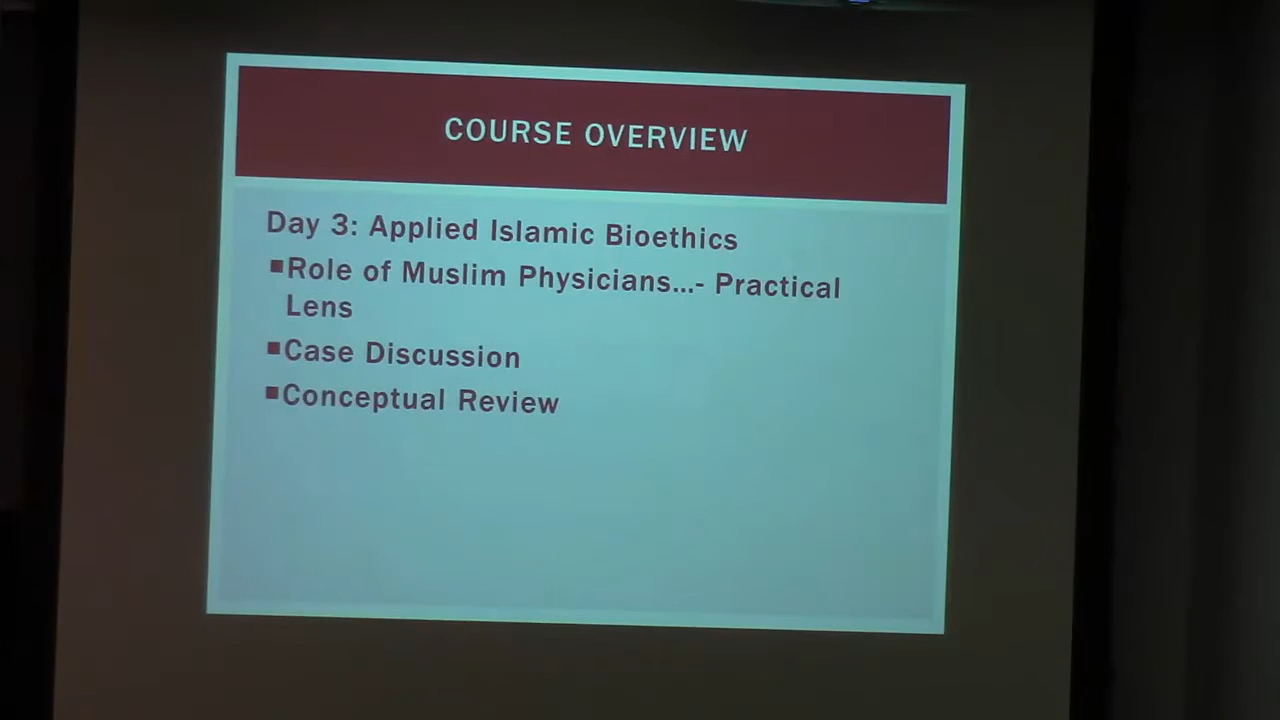 COURSE OVERVIEW
Day 3: Applied Islamic Bioethics
■Role of Muslim Physicians...- Practical
Lens
■Case Discussion
■Conceptual Review